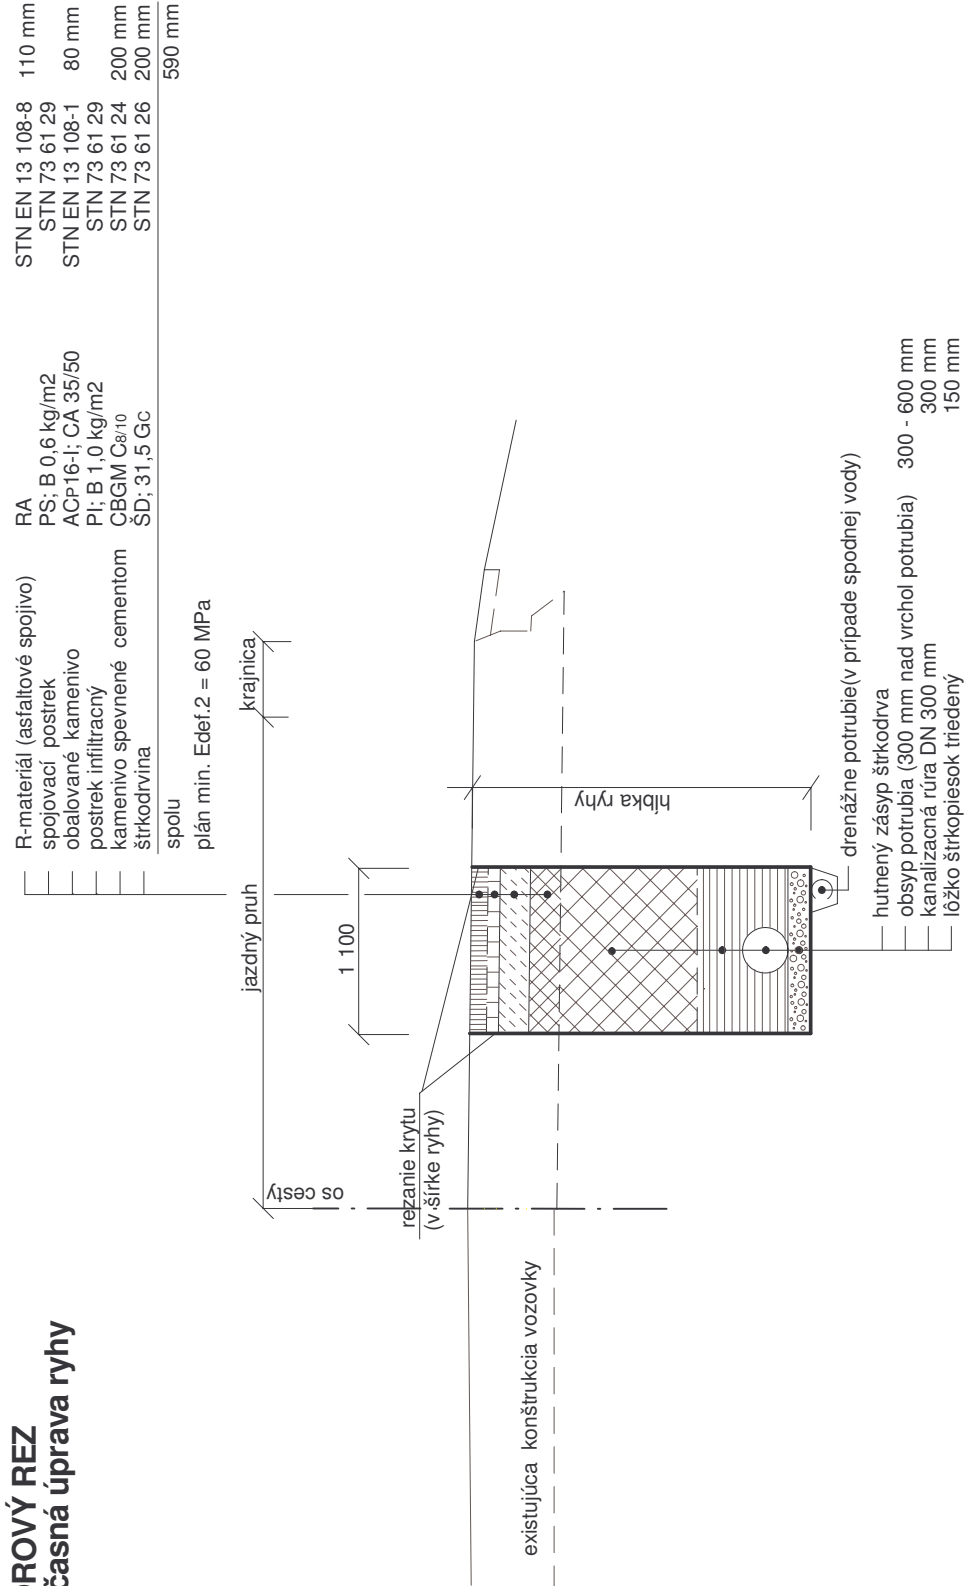 OROVÝ REZ
časná úprava ryhy
R-materiál (asfaltové spojivo) RA STN EN 13 108-8 110 mm
spojovací postrek PS; B 0,6 kg/m2 STN 73 61 29
obalované kamenivo ACP16-I; CA 35/50 STN EN 13 108-1 80 mm
postrek infiltracný PI; B 1,0 kg/m2 STN 73 61 29
kamenivo spevnené cementom CBGM C8/10 STN 73 61 24 200 mm
štrkodrvina ŠD; 31,5 GC STN 73 61 26 200 mm
spolu 590 mm
plán min. Edef.2 = 60 MPa
jazdný pruh
krajnica
1 100
os cesty
rezanie krytu
(v šírke ryhy)
hĺbka ryhy
existujúca konštrukcia vozovky
drenážne potrubie(v prípade spodnej vody)
hutnený zásyp štrkodrva
obsyp potrubia (300 mm nad vrchol potrubia) 300 - 600 mm
kanalizacná rúra DN 300 mm 300 mm
lôžko štrkopiesok triedený 150 mm